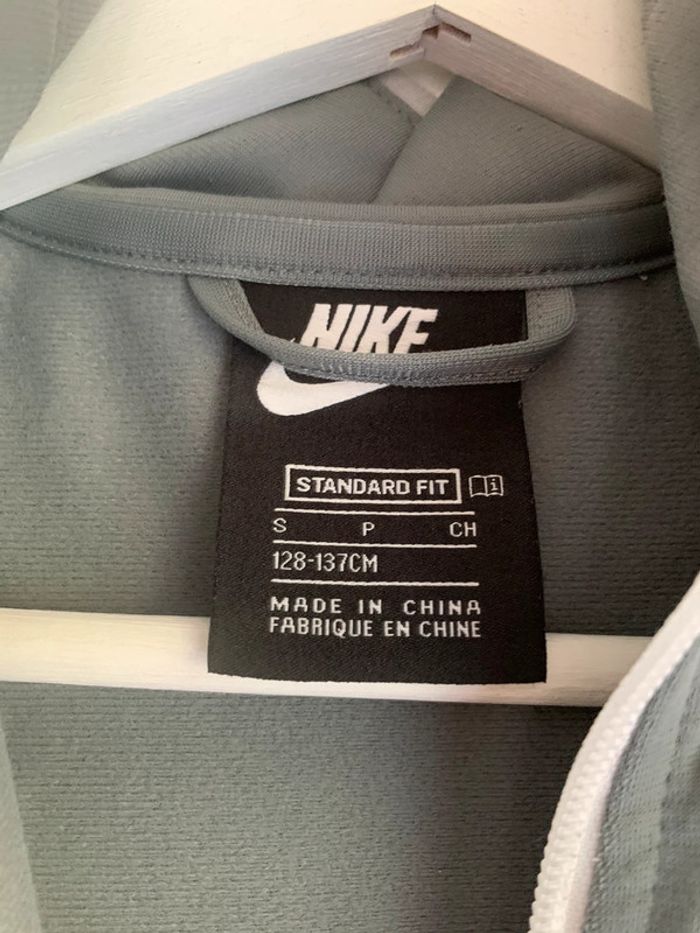 NIKE
STANDARD FIT
S P CH
128-137CM
MADE IN CHINA
FABRIQUE EN CHINE